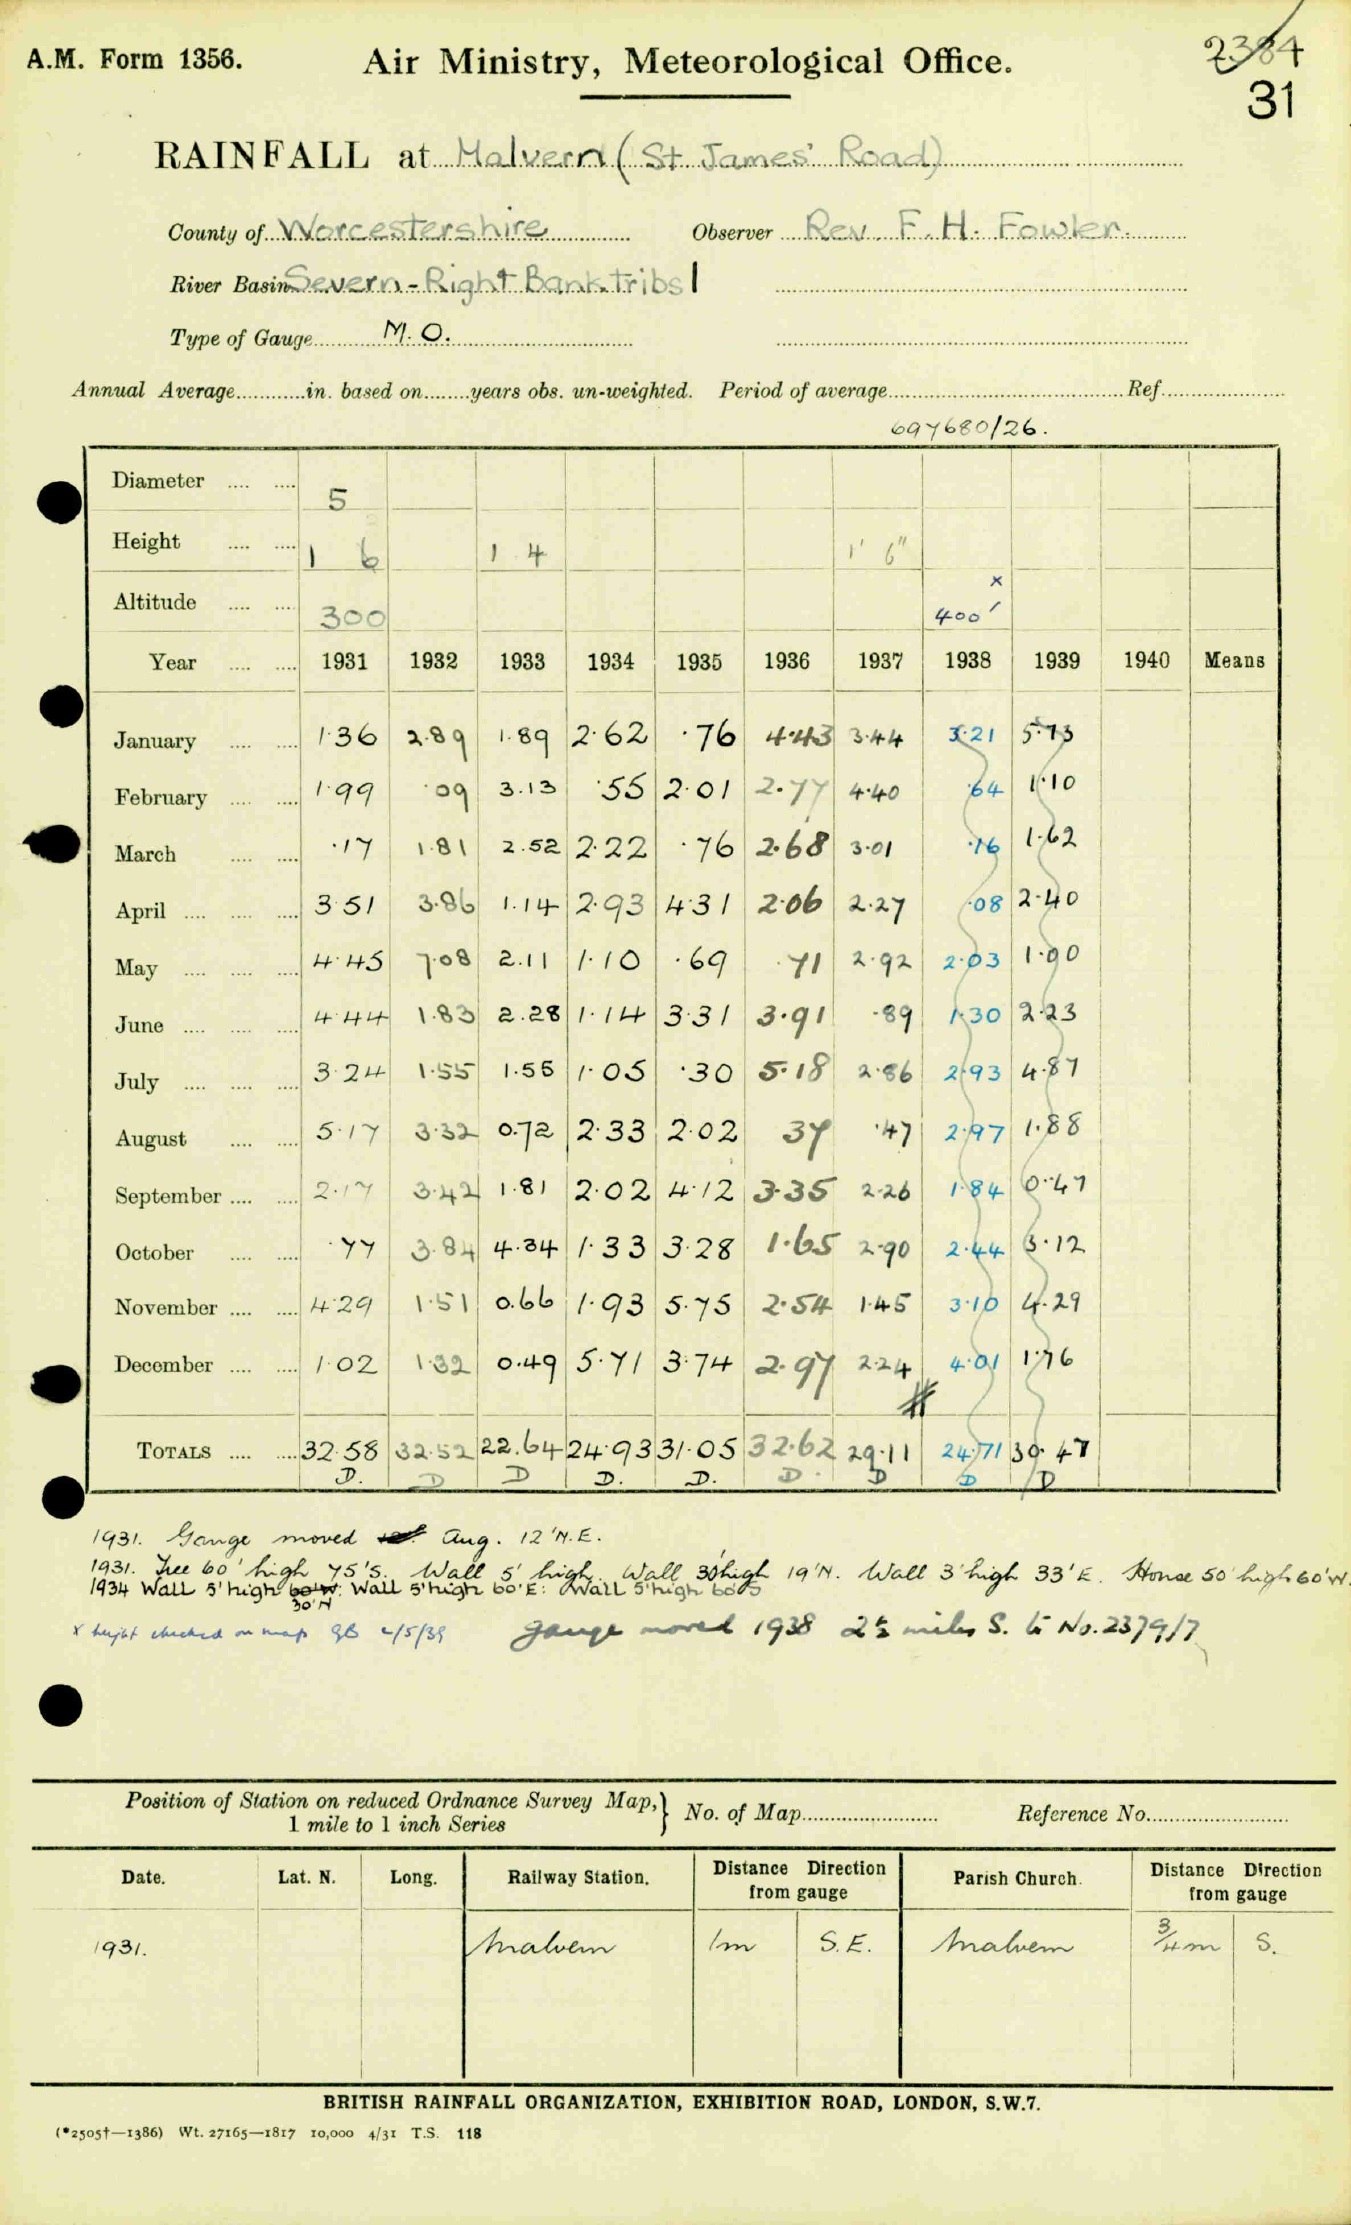 A.M. Form 1356.
Air Ministry, Meteorological Office.
2384
31
RAINFALL at Malvern (St James' Road)
County of Worcestershire Observer Rev. F. H. Fowler.
River Basin Severn - Right Bank Tribs 1
Type of Gauge M. O.
Annual Average in. based on years obs. un-weighted. Period of average Ref.
697680/26.
Diameter 5
Height 1 6 1 4 1' 6"
x
Altitude 300 400'
Year 1931 1932 1933 1934 1935 1936 1937 1938 1939 1940 Means
January 1.36 2.89 1.89 2.62 .76 4.43 3.44 3.21 5.73
February 1.99 .09 3.13 .55 2.01 2.77 4.40 .64 1.10
March .17 1.81 2.52 2.22 .76 2.68 3.01 .16 1.62
April 3.51 3.86 1.14 2.93 4.31 2.06 2.27 .08 2.40
May 4.45 7.08 2.11 1.10 .69 .71 2.92 2.03 1.00
June 4.44 1.83 2.28 1.14 3.31 3.91 .89 1.30 2.23
July 3.24 1.55 1.55 1.05 .30 5.18 2.86 2.93 4.87
August 5.17 3.32 0.72 2.33 2.02 37 .47 2.97 1.88
September 2.17 3.42 1.81 2.02 4.12 3.35 2.26 1.84 0.47
October .77 3.84 4.34 1.33 3.28 1.65 2.90 2.44 3.12
November 4.29 1.51 0.66 1.93 5.75 2.54 1.45 3.10 4.29
December 1.02 1.32 0.49 5.71 3.74 2.97 2.24 4.01 1.76
TOTALS 32.58 32.52 22.64 24.93 31.05 32.62 29.11 24.71 30.47
D. D D D. D. D. D D D
1931. Gauge moved Aug. 12' N.E.
1931. Tree 60' high 75' S. Wall 5' high. Wall 30' high 19' N. Wall 3' high 33' E. House 50' high 60' W.
1934 Wall 5' high 60' W: Wall 5' high 60' E: Wall 5' high 60' S
30' N
x height checked on map GB 2/5/39 gauge moved 1938 2½ miles S. to No. 2379/7
Position of Station on reduced Ordnance Survey Map, } No. of Map Reference No.
1 mile to 1 inch Series
Date. Lat. N. Long. Railway Station. Distance Direction from gauge Parish Church. Distance Direction from gauge
1931. Malvern 1m S.E. Malvern 3/4 m S.
BRITISH RAINFALL ORGANIZATION, EXHIBITION ROAD, LONDON, S.W.7.
(*2505†—1386) Wt. 27165—1817 10,000 4/31 T.S. 118